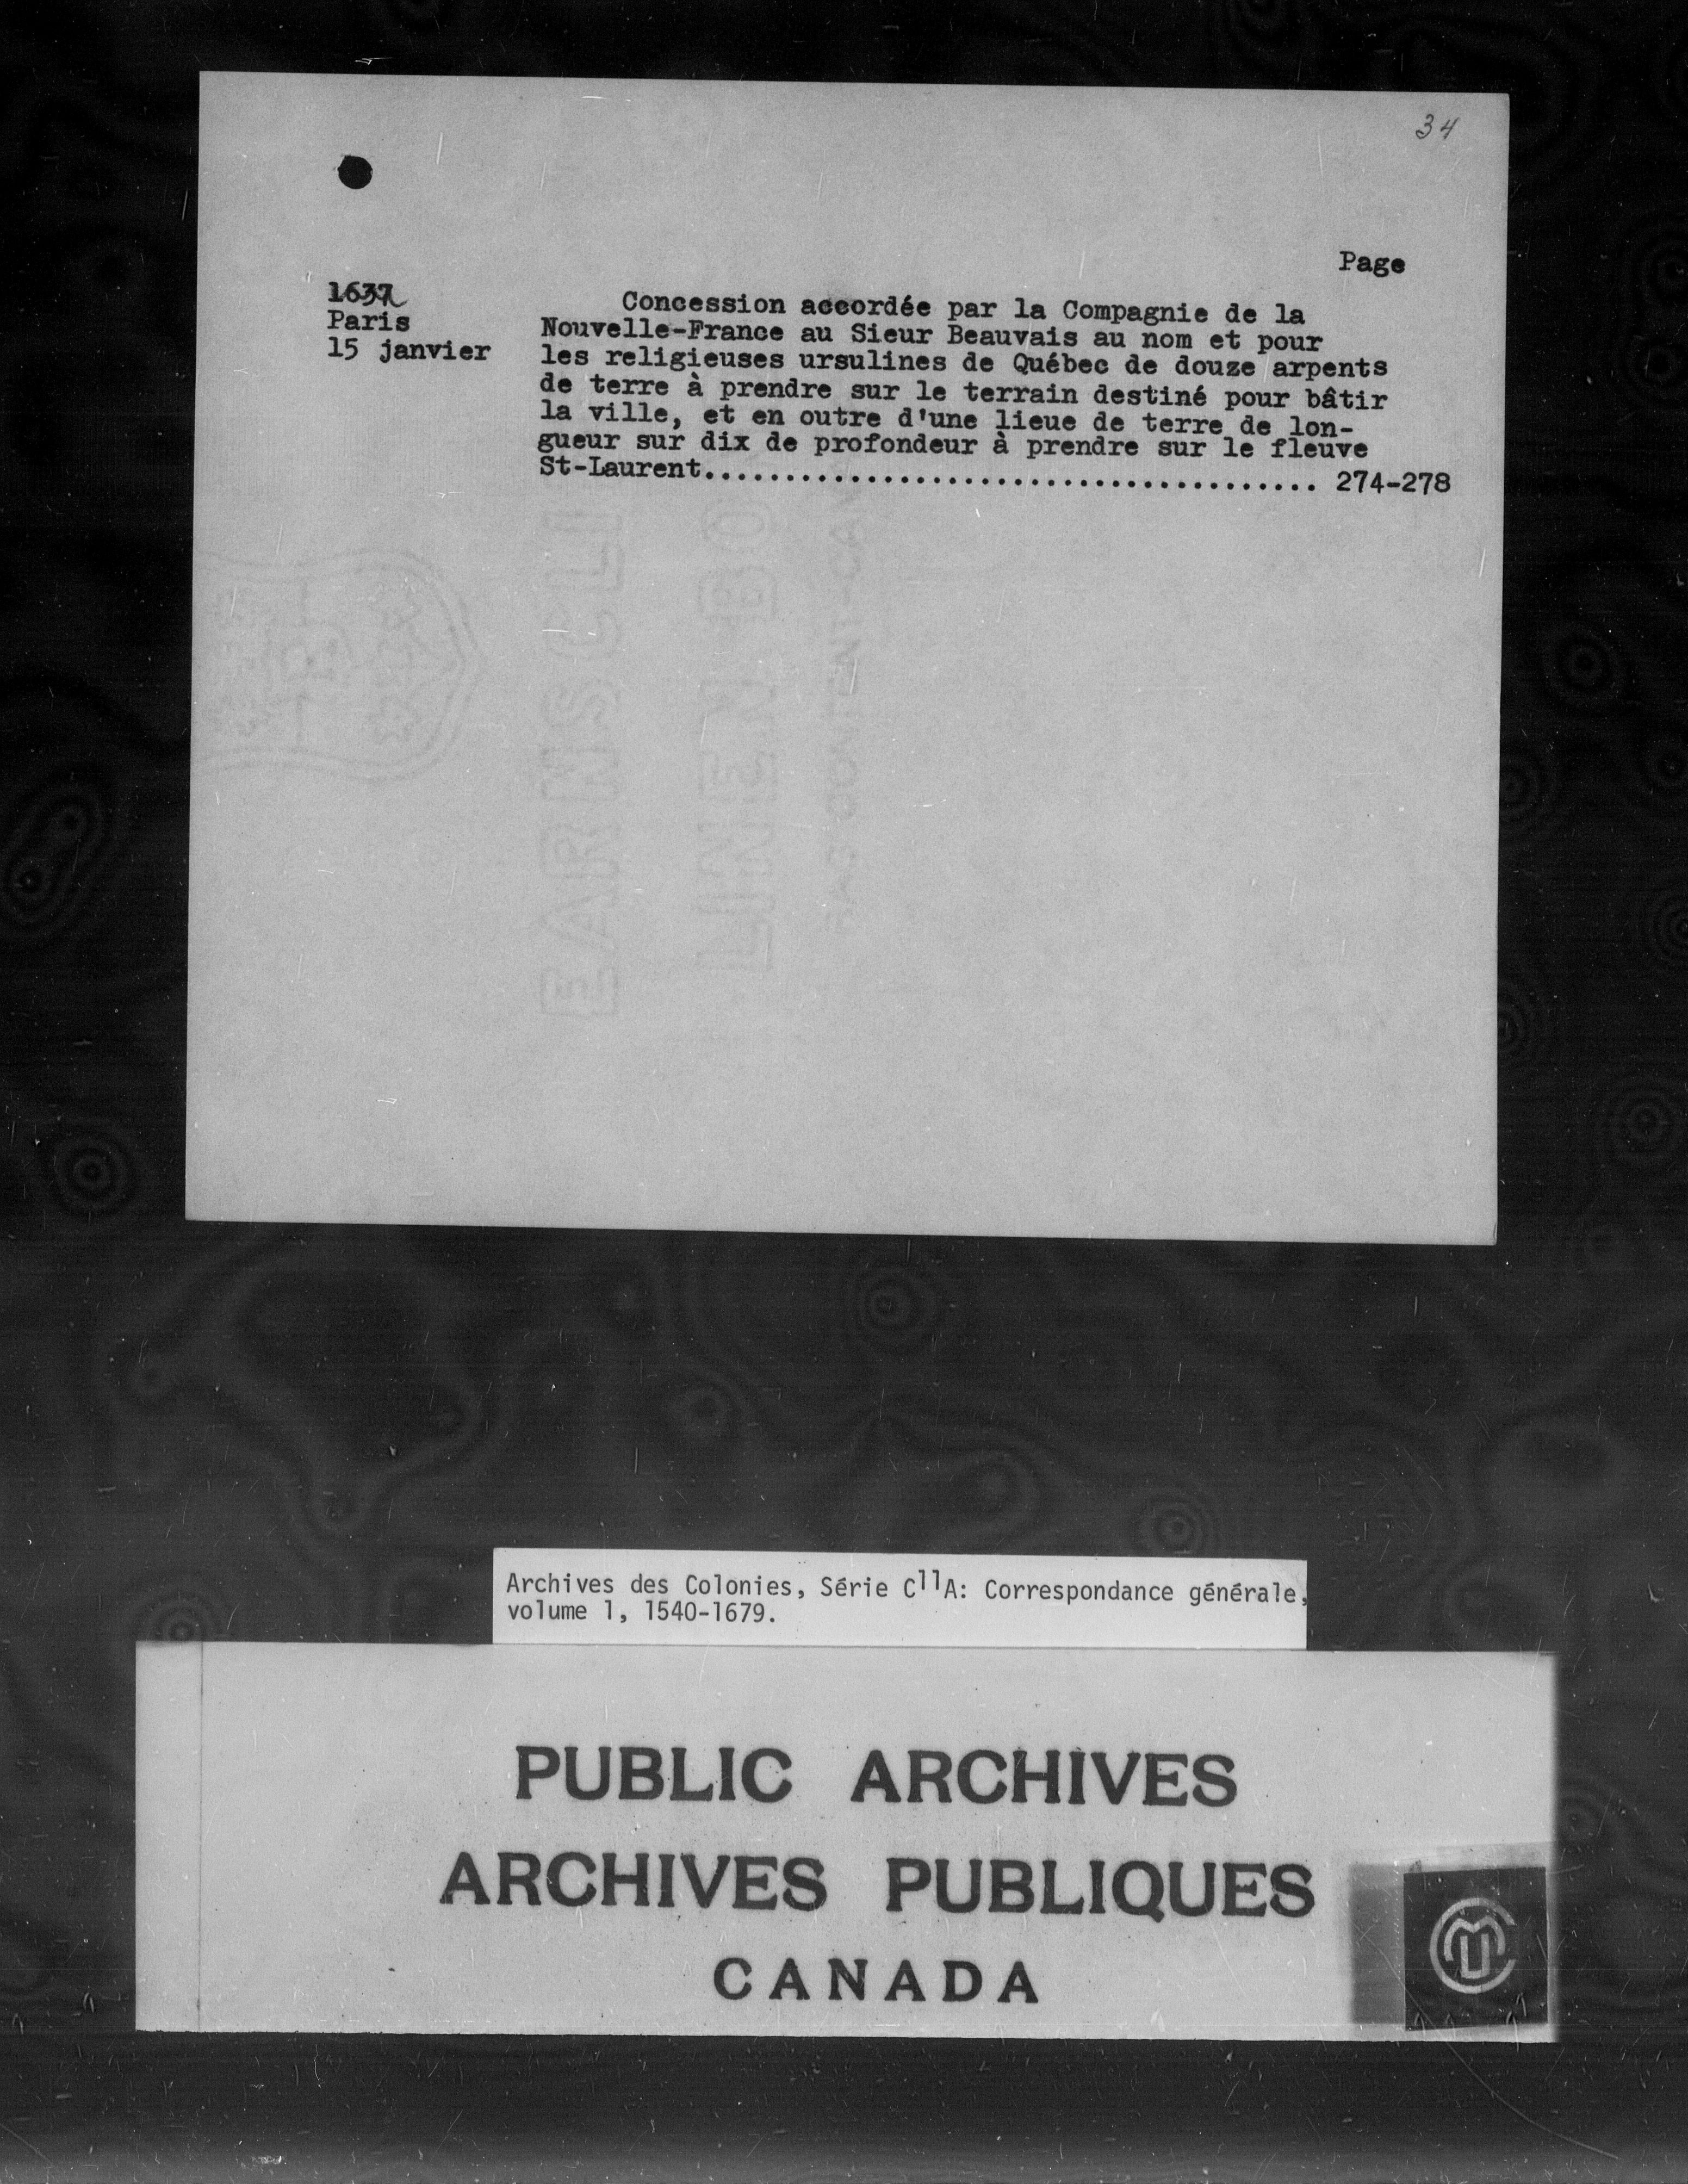 34
Page
1637
Paris
15 janvier
Concession accordée par la Compagnie de la
Nouvelle-France au Sieur Beauvais au nom et pour
les religieuses ursulines de Québec de douze arpents
de terre à prendre sur le terrain destiné pour bâtir
la ville, et en outre d'une lieue de terre de lon-
gueur sur dix de profondeur à prendre sur le fleuve
St-Laurent....................................... 274-278
EARNSCLI
LINEN BO
Archives des Colonies, Série C11A: Correspondance générale,
volume 1, 1540-1679.
PUBLIC ARCHIVES
ARCHIVES PUBLIQUES
CANADA